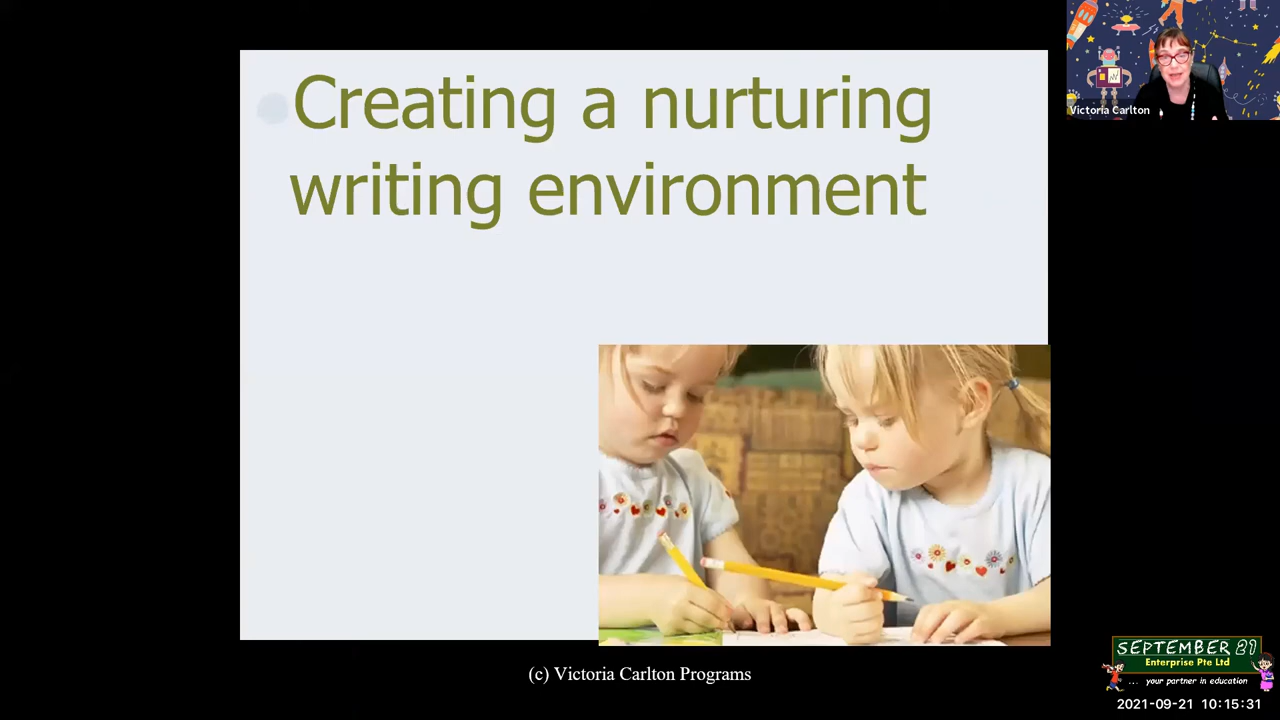 Creating a nurturing
writing environment
Victoria Carlton
(c) Victoria Carlton Programs
SEPTEMBER 21
Enterprise Pte Ltd
... your partner in education
2021-09-21 10:15:31